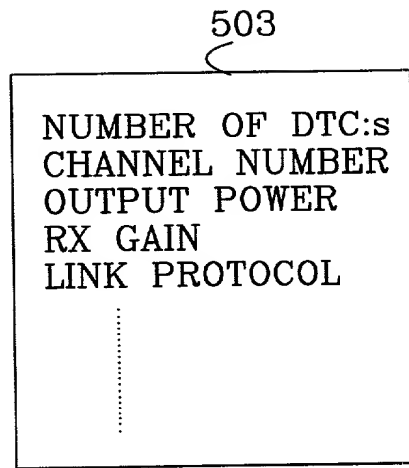 503
NUMBER OF DTC:s
CHANNEL NUMBER
OUTPUT POWER
RX GAIN
LINK PROTOCOL